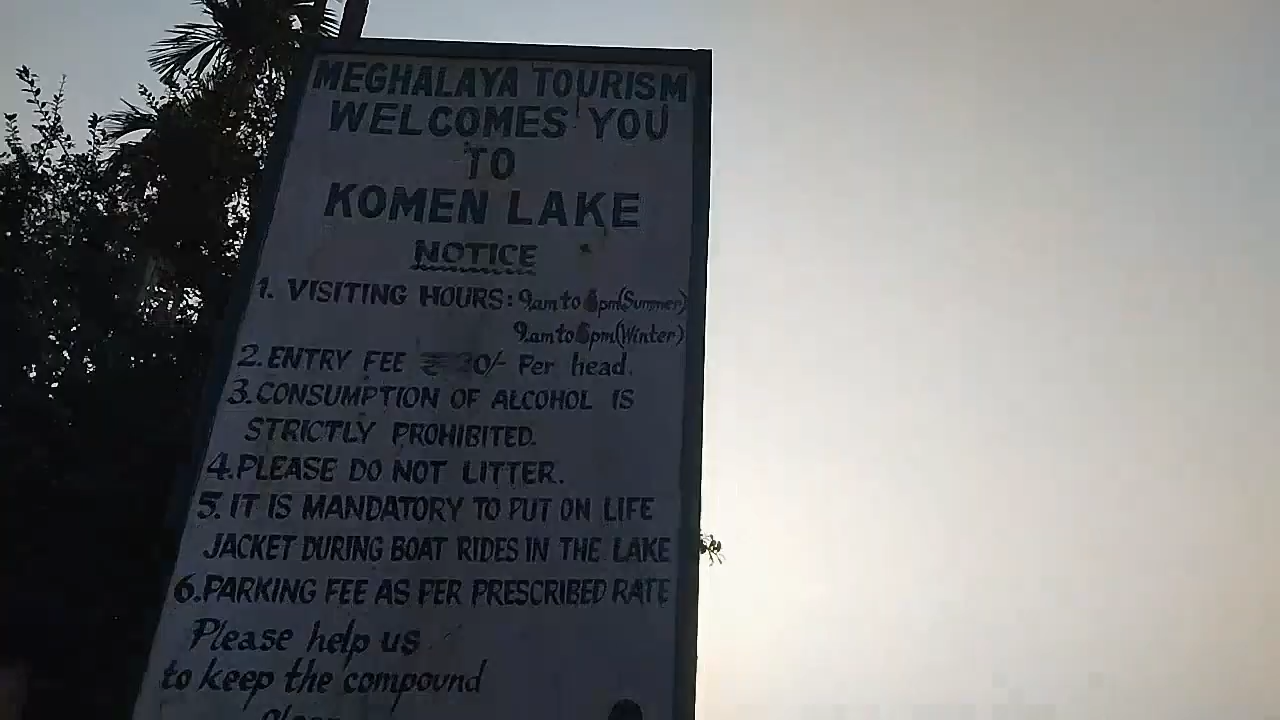 MEGHALAYA TOURISM
WELCOMES YOU
TO
KOMEN LAKE
NOTICE
1. VISITING HOURS: 9am to 6pm (Summer)
9am to pm (Winter)
2. ENTRY FEE ₹ /- Per head.
3. CONSUMPTION OF ALCOHOL IS
STRICTLY PROHIBITED.
4. PLEASE DO NOT LITTER.
5. IT IS MANDATORY TO PUT ON LIFE
JACKET DURING BOAT RIDES IN THE LAKE
6. PARKING FEE AS PER PRESCRIBED RATE
Please help us
to keep the compound